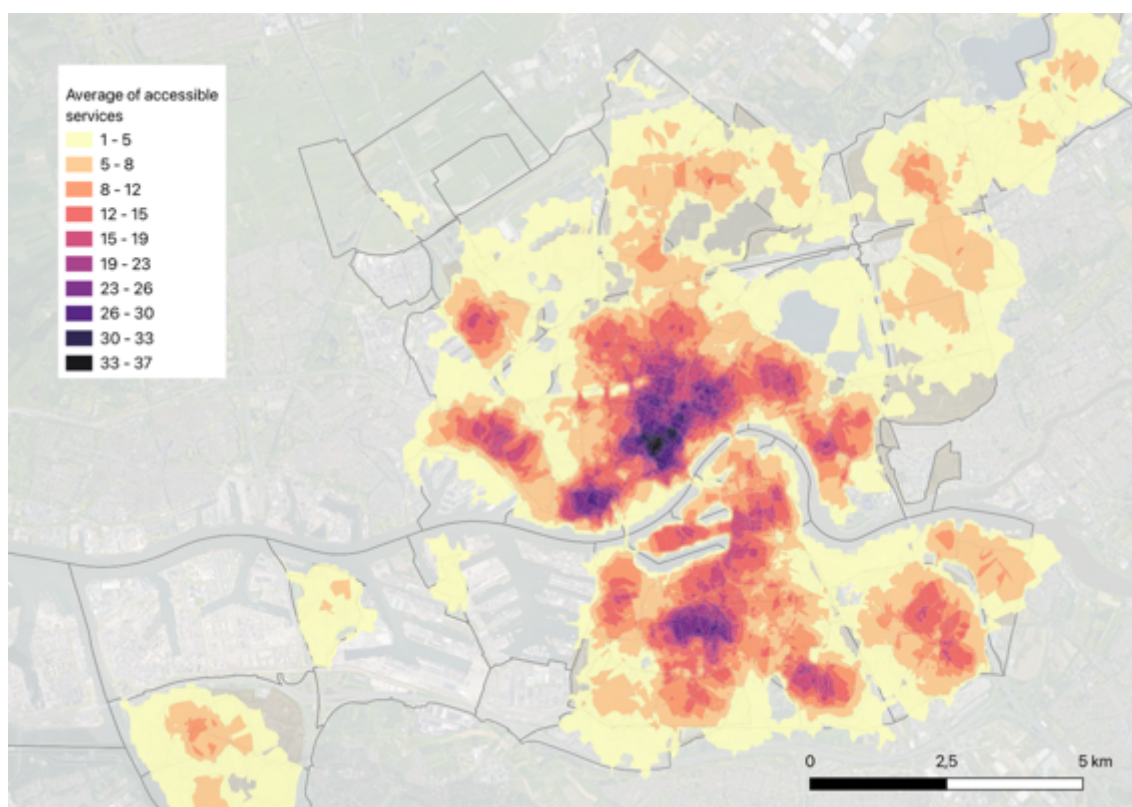 Average of accessible
services
1 - 5
5 - 8
8 - 12
12 - 15
15 - 19
19 - 23
23 - 26
26 - 30
30 - 33
33 - 37
0 2,5 5 km